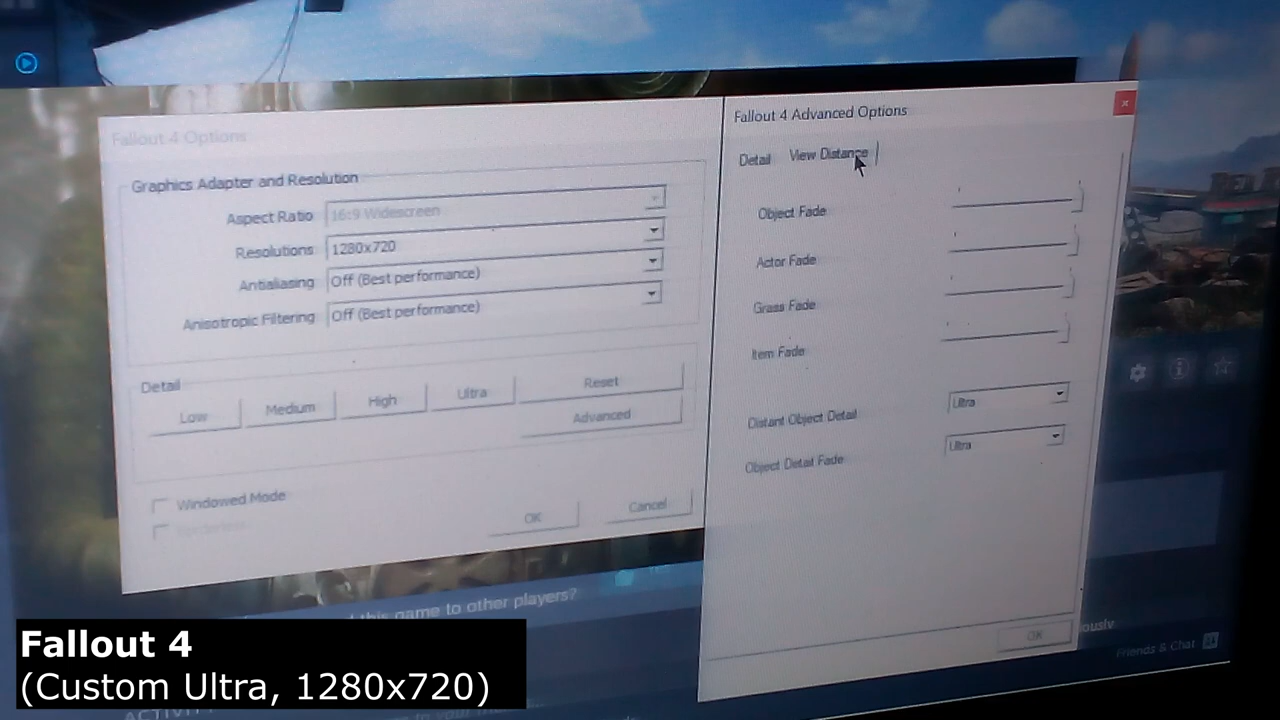 Fallout 4 Options
Graphics Adapter and Resolution
Aspect Ratio 16:9 Widescreen
Resolutions 1280x720
Antialiasing Off (Best performance)
Anisotropic Filtering Off (Best performance)
Detail
Low Medium High Ultra Reset
Advanced
Windowed Mode
Borderless
OK Cancel
Fallout 4 Advanced Options
Detail View Distance
Object Fade
Actor Fade
Grass Fade
Item Fade
Distant Object Detail Ultra
Object Detail Fade Ultra
OK
this game to other players?
Friends & Chat
Fallout 4
(Custom Ultra, 1280x720)